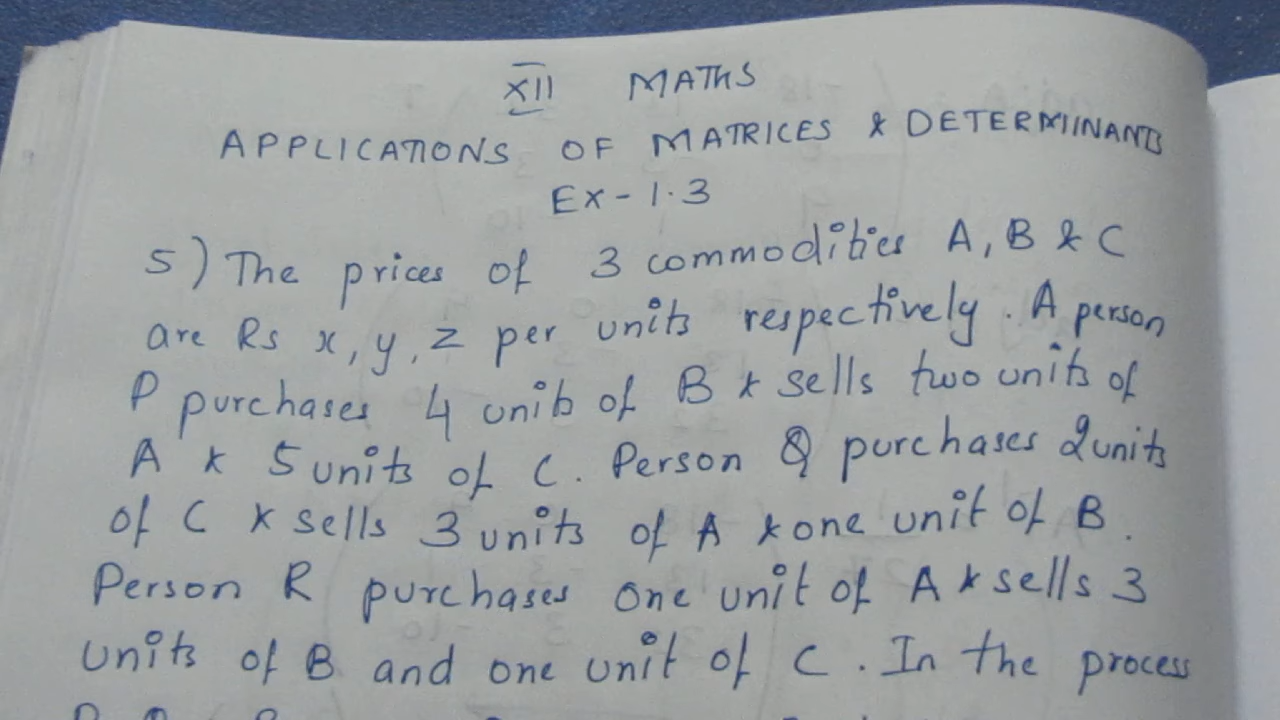 XII MATHS
APPLICATIONS OF MATRICES & DETERMINANTS
EX - 1.3
5) The prices of 3 commodities A, B & C
are Rs x, y, z per units respectively. A person
P purchases 4 units of B & sells two units of
A & 5 units of C. Person Q purchases 2 units
of C & sells 3 units of A & one unit of B.
Person R purchases one unit of A & sells 3
units of B and one unit of C. In the process